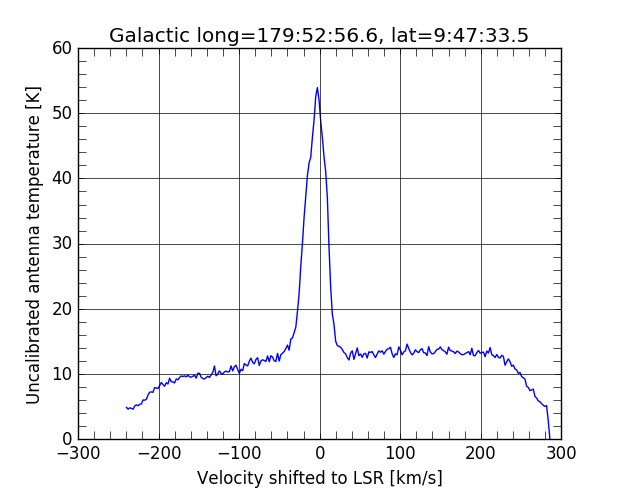 Galactic long=179:52:56.6, lat=9:47:33.5
60
50
40
30
20
10
0
Uncalibrated antenna temperature [K]
−300 −200 −100 0 100 200 300
Velocity shifted to LSR [km/s]